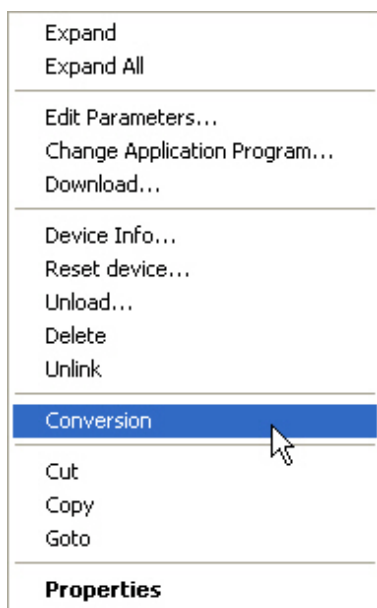 Expand
Expand All
Edit Parameters...
Change Application Program...
Download...
Device Info...
Reset device...
Unload...
Delete
Unlink
Conversion
Cut
Copy
Goto
Properties